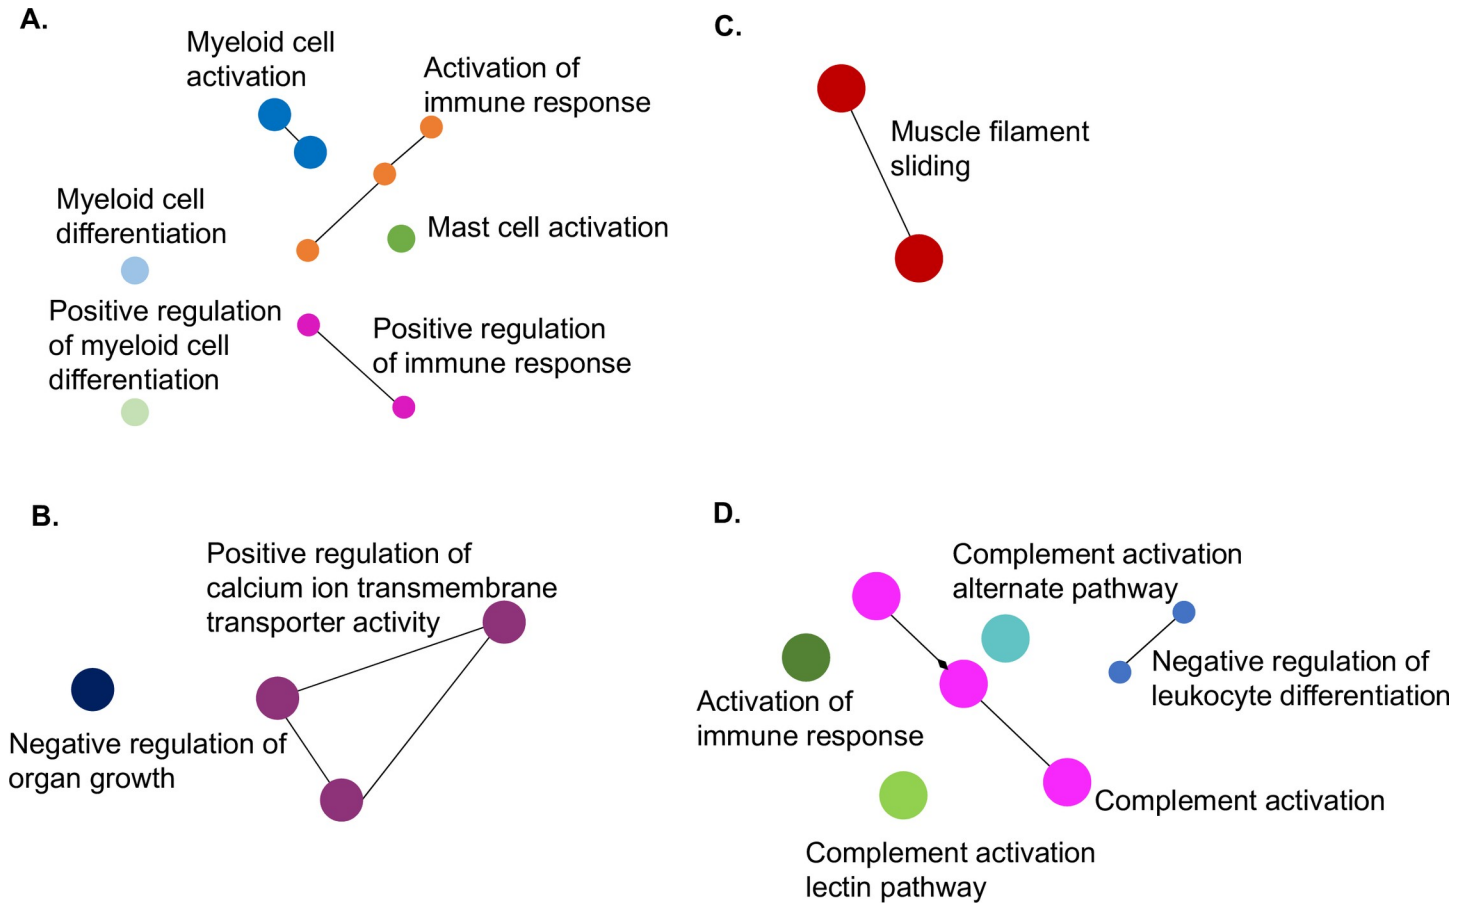 A.
Myeloid cell
activation
Activation of
immune response
Myeloid cell
differentiation
Mast cell activation
Positive regulation
of myeloid cell
differentiation
Positive regulation
of immune response
C.
Muscle filament
sliding
B.
Positive regulation of
calcium ion transmembrane
transporter activity
Negative regulation of
organ growth
D.
Complement activation
alternate pathway
Negative regulation of
leukocyte differentiation
Activation of
immune response
Complement activation
Complement activation
lectin pathway